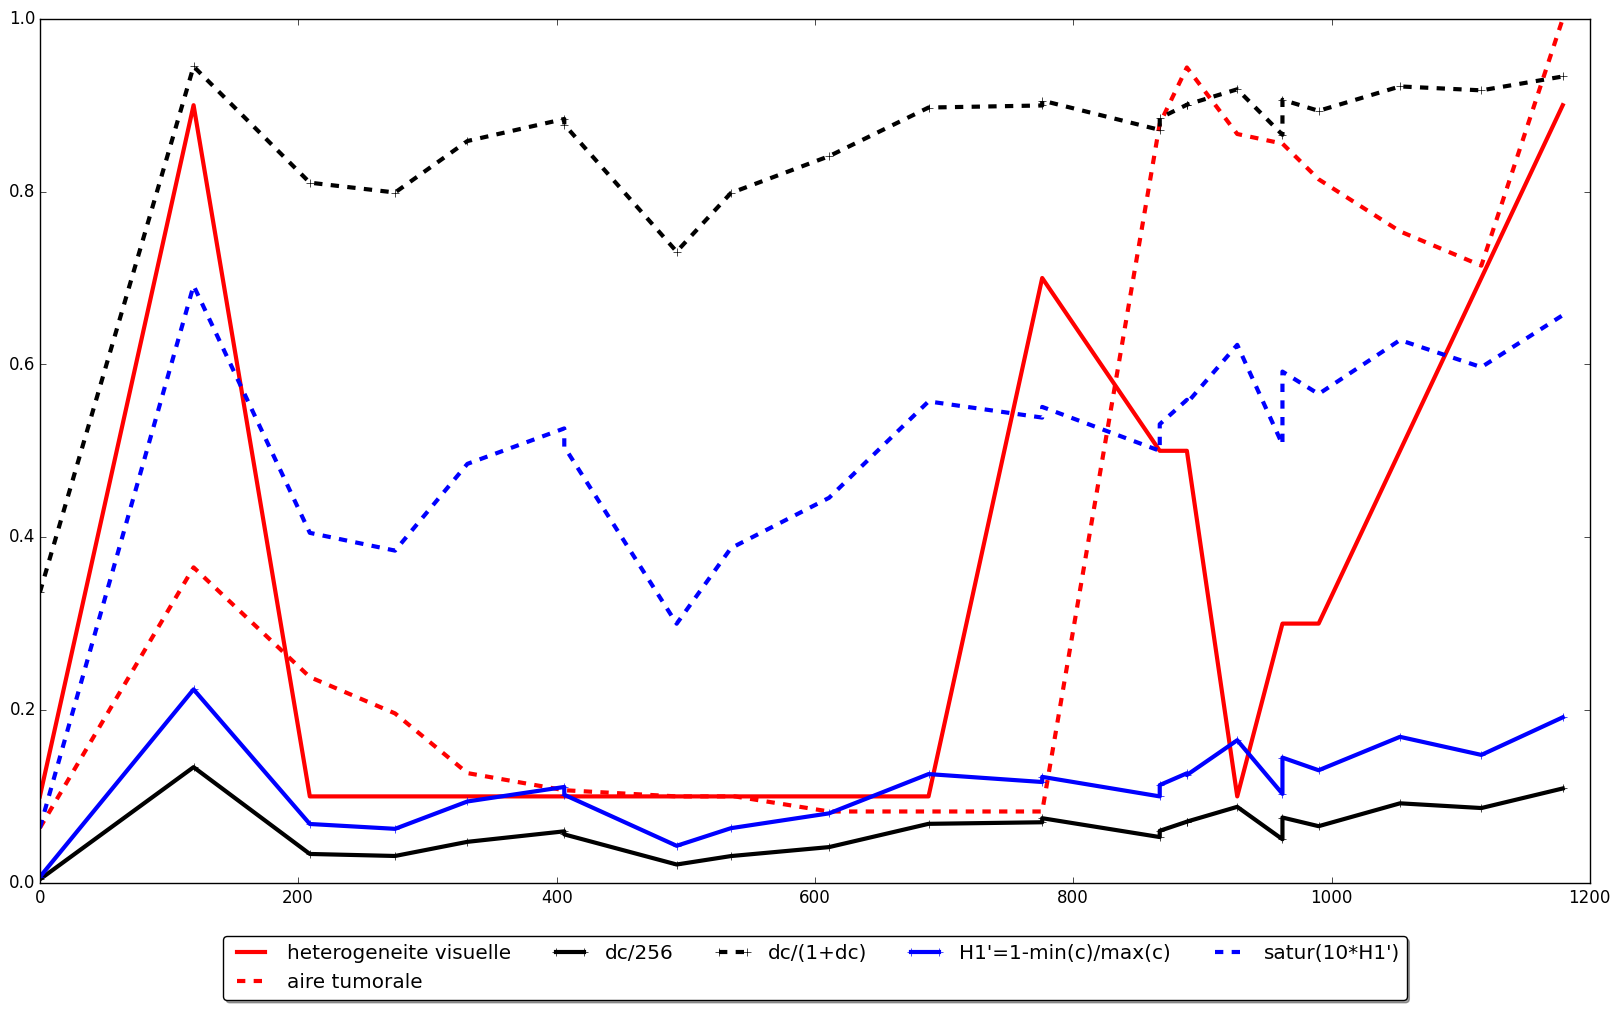 1.0
0.8
0.6
0.4
0.2
0.0
0 200 400 600 800 1000 1200
heterogeneite visuelle dc/256 dc/(1+dc) H1'=1-min(c)/max(c) satur(10*H1')
aire tumorale